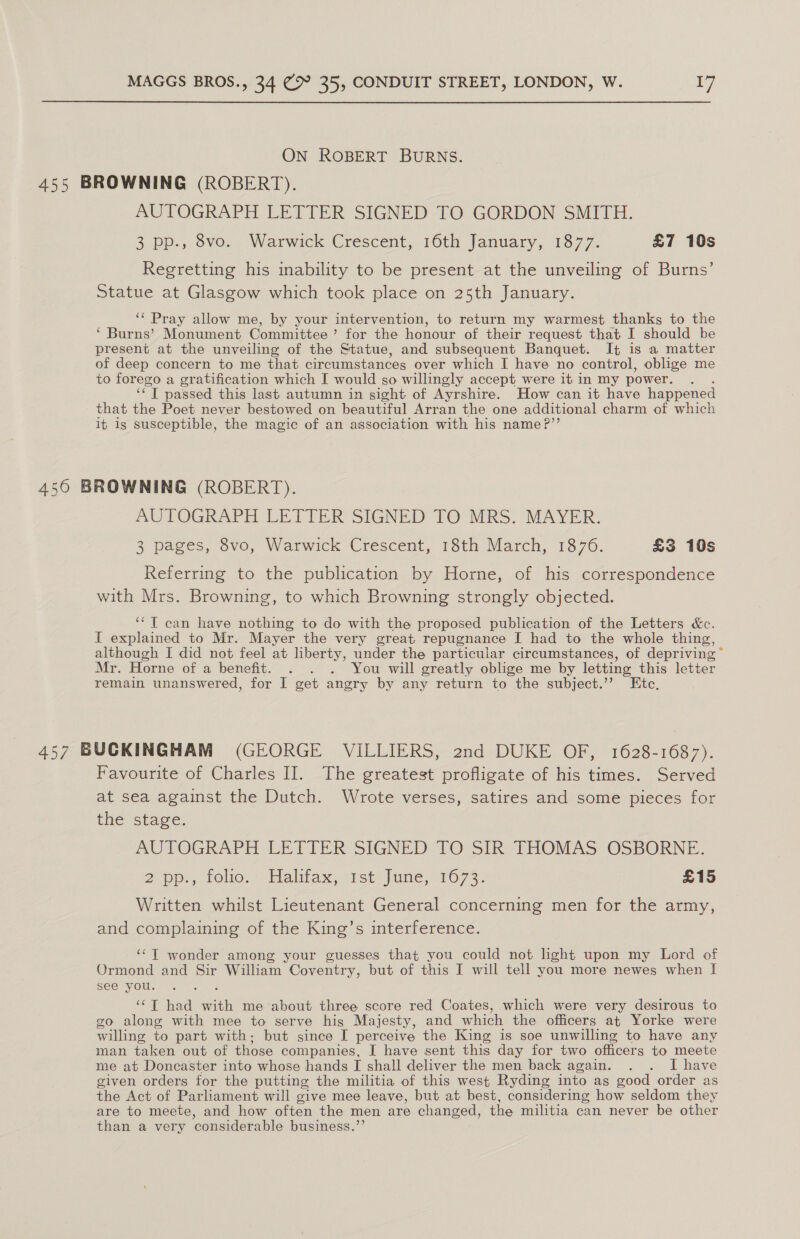 MAGGS BROS., 34 & 35, CONDUIT STREET, LONDON, W. 17
ON ROBERT BURNS.
455 BROWNING (ROBERT).
AUTOGRAPH LETTER SIGNED TO GORDON SMITH.
3 pp., 8vo. Warwick Crescent, 16th January, 1877. £7 10s
Regretting his inability to be present at the unveiling of Burns’
Statue at Glasgow which took place on 25th January.
‘‘ Pray allow me, by your intervention, to return my warmest thanks to the
‘ Burns’ Monument Committee ’ for the honour of their request that I should be
present at the unveiling of the Statue, and subsequent Banquet. It is a matter
of deep concern to me that circumstances over which I have no control, oblige me
to forego a gratification which I would so willingly accept were it in my power. . .
‘‘ I passed this last autumn in sight of Ayrshire. How can it have happened
that the Poet never bestowed on beautiful Arran the one additional charm of which
it is susceptible, the magic of an association with his name?’’
456 BROWNING (ROBERT).
AUTOGRAPH LETTER SIGNED TO MRS. MAYER.
3 pages, 8vo, Warwick Crescent, 18th March, 1876. £3 10s
Referring to the publication by Horne, of his correspondence
with Mrs. Browning, to which Browning strongly objected.
‘‘ I can have nothing to do with the proposed publication of the Letters &c.
I explained to Mr. Mayer the very great repugnance I had to the whole thing,
although I did not feel at liberty, under the particular circumstances, of depriving
Mr. Horne of a benefit. . . . You will greatly oblige me by letting this letter
remain unanswered, for I get angry by any return to the subject.’’ Etc.
457 BUCKINGHAM (GEORGE VILLIERS, 2nd DUKE OF, 1628-1687).
Favourite of Charles II. The greatest profligate of his times. Served
at sea against the Dutch. Wrote verses, satires and some pieces for
the stage.
AUTOGRAPH LETTER SIGNED TO SIR THOMAS OSBORNE.
2 pp., folio. Halifax, 1st June, 1673. £15
Written whilst Lieutenant General concerning men for the army,
and complaining of the King’s interference.
‘‘ I wonder among your guesses that you could not light upon my Lord of
Ormond and Sir William Coventry, but of this I will tell you more newes when I
see you. . . .
‘‘ I had with me about three score red Coates, which were very desirous to
go along with mee to serve his Majesty, and which the officers at Yorke were
willing to part with; but since I perceive the King is soe unwilling to have any
man taken out of those companies, I have sent this day for two officers to meete
me at Doncaster into whose hands I shall deliver the men back again. . . I have
given orders for the putting the militia of this west Ryding into as good order as
the Act of Parliament will give mee leave, but at best, considering how seldom they
are to meete, and how often the men are changed, the militia can never be other
than a very considerable business.’’